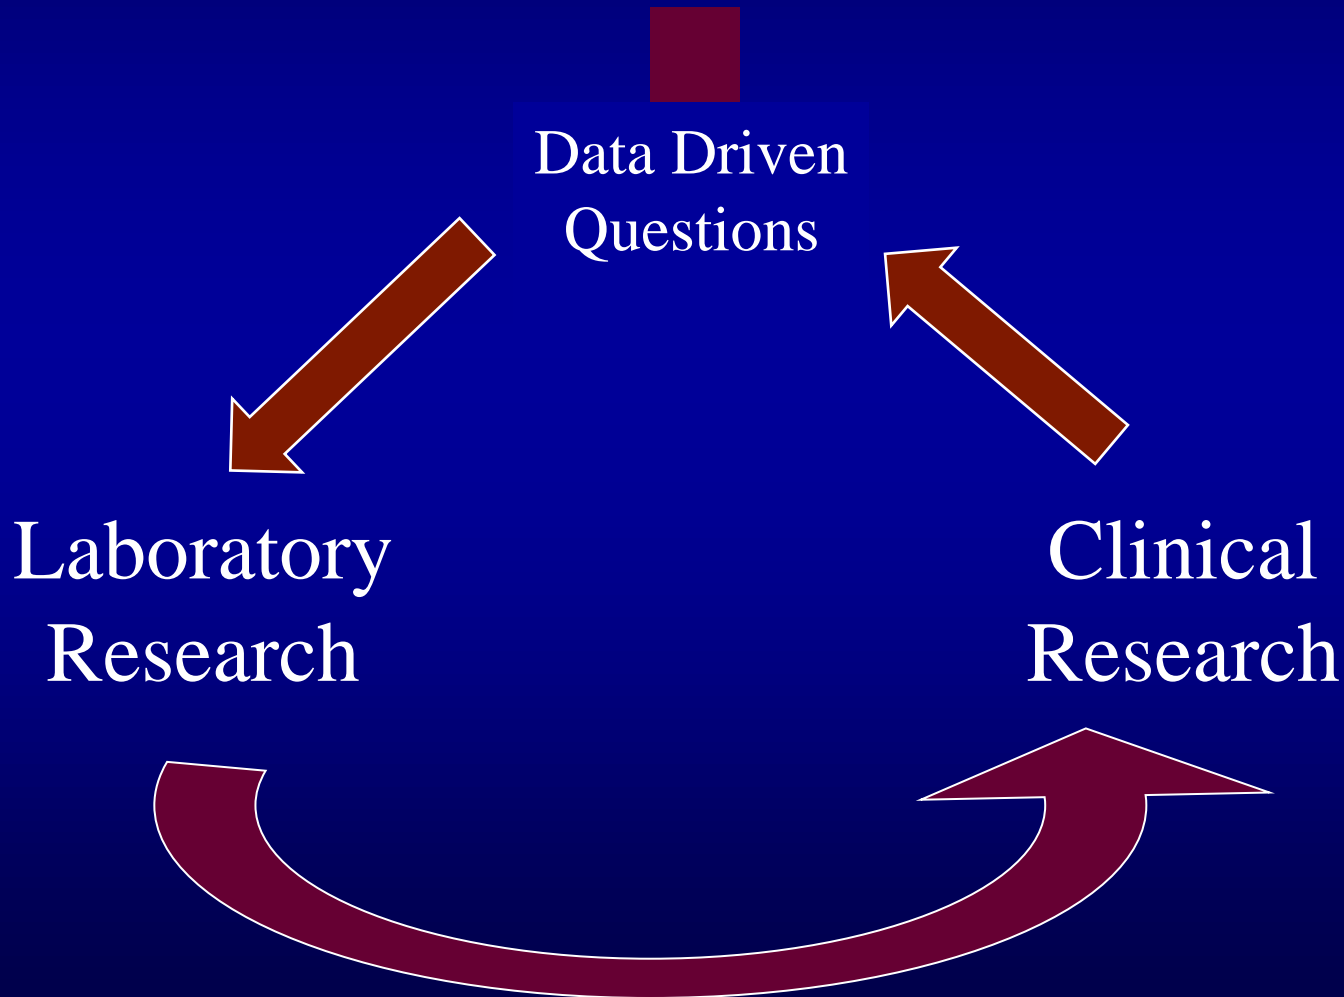 Data Driven
Questions
Laboratory
Research
Clinical
Research